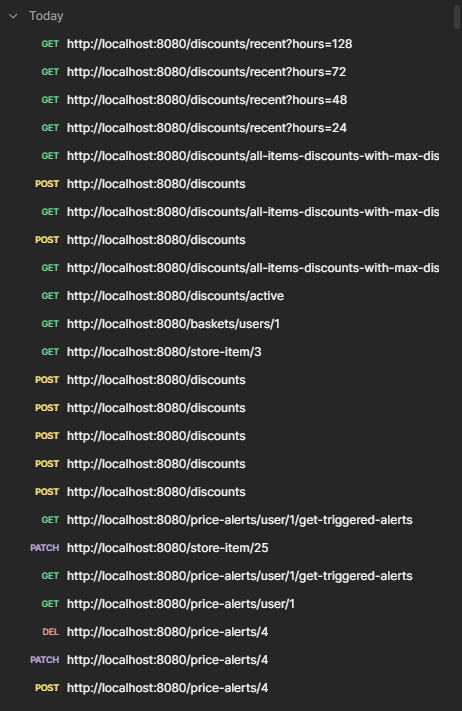 Today
GET http://localhost:8080/discounts/recent?hours=128
GET http://localhost:8080/discounts/recent?hours=72
GET http://localhost:8080/discounts/recent?hours=48
GET http://localhost:8080/discounts/recent?hours=24
GET http://localhost:8080/discounts/all-items-discounts-with-max-dis
POST http://localhost:8080/discounts
GET http://localhost:8080/discounts/all-items-discounts-with-max-dis
POST http://localhost:8080/discounts
GET http://localhost:8080/discounts/all-items-discounts-with-max-dis
GET http://localhost:8080/discounts/active
GET http://localhost:8080/baskets/users/1
GET http://localhost:8080/store-item/3
POST http://localhost:8080/discounts
POST http://localhost:8080/discounts
POST http://localhost:8080/discounts
POST http://localhost:8080/discounts
POST http://localhost:8080/discounts
GET http://localhost:8080/price-alerts/user/1/get-triggered-alerts
PATCH http://localhost:8080/store-item/25
GET http://localhost:8080/price-alerts/user/1/get-triggered-alerts
GET http://localhost:8080/price-alerts/user/1
DEL http://localhost:8080/price-alerts/4
PATCH http://localhost:8080/price-alerts/4
POST http://localhost:8080/price-alerts/4